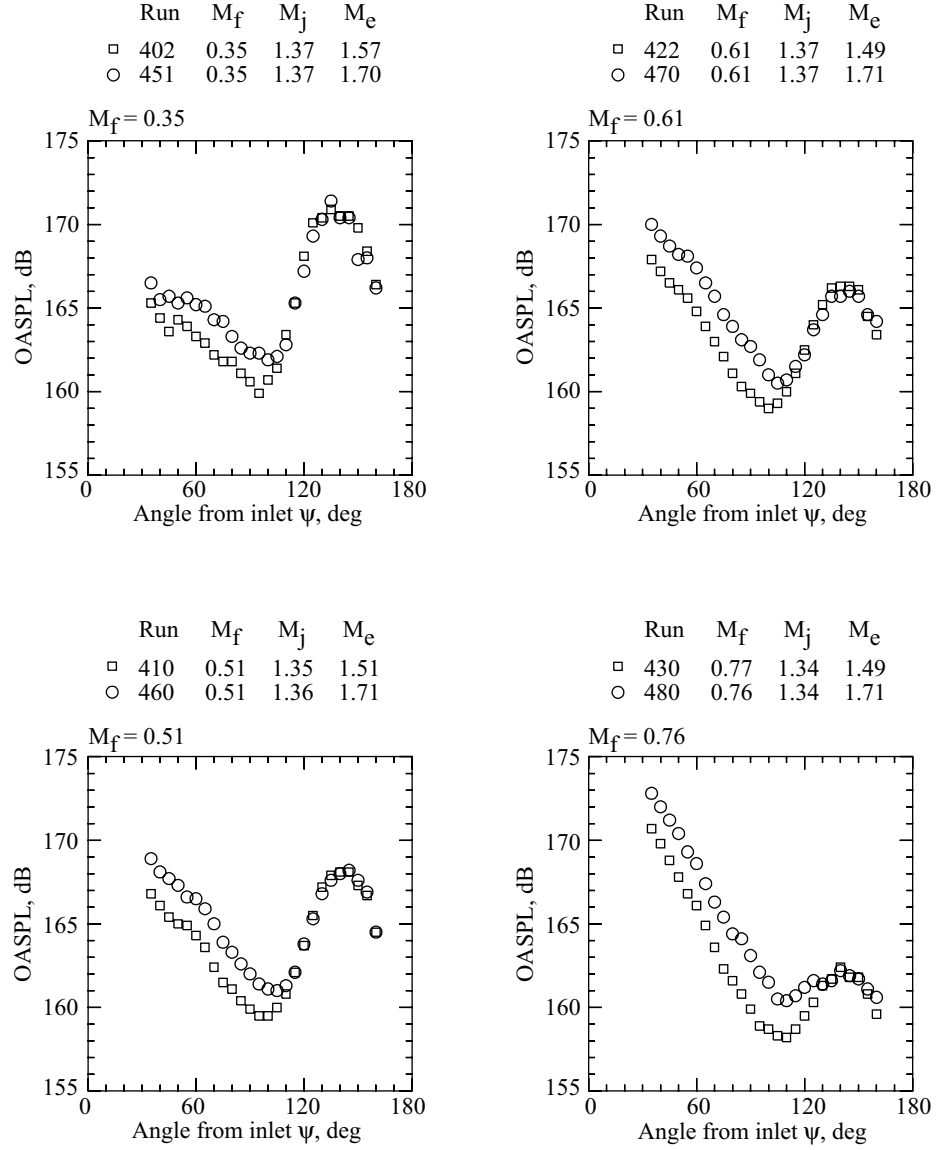 Run M_f M_j M_e
□ 402 0.35 1.37 1.57
○ 451 0.35 1.37 1.70
M_f = 0.35
175
170
165
160
155
0 60 120 180
OASPL, dB
Angle from inlet ψ, deg
Run M_f M_j M_e
□ 422 0.61 1.37 1.49
○ 470 0.61 1.37 1.71
M_f = 0.61
175
170
165
160
155
0 60 120 180
OASPL, dB
Angle from inlet ψ, deg
Run M_f M_j M_e
□ 410 0.51 1.35 1.51
○ 460 0.51 1.36 1.71
M_f = 0.51
175
170
165
160
155
0 60 120 180
OASPL, dB
Angle from inlet ψ, deg
Run M_f M_j M_e
□ 430 0.77 1.34 1.49
○ 480 0.76 1.34 1.71
M_f = 0.76
175
170
165
160
155
0 60 120 180
OASPL, dB
Angle from inlet ψ, deg